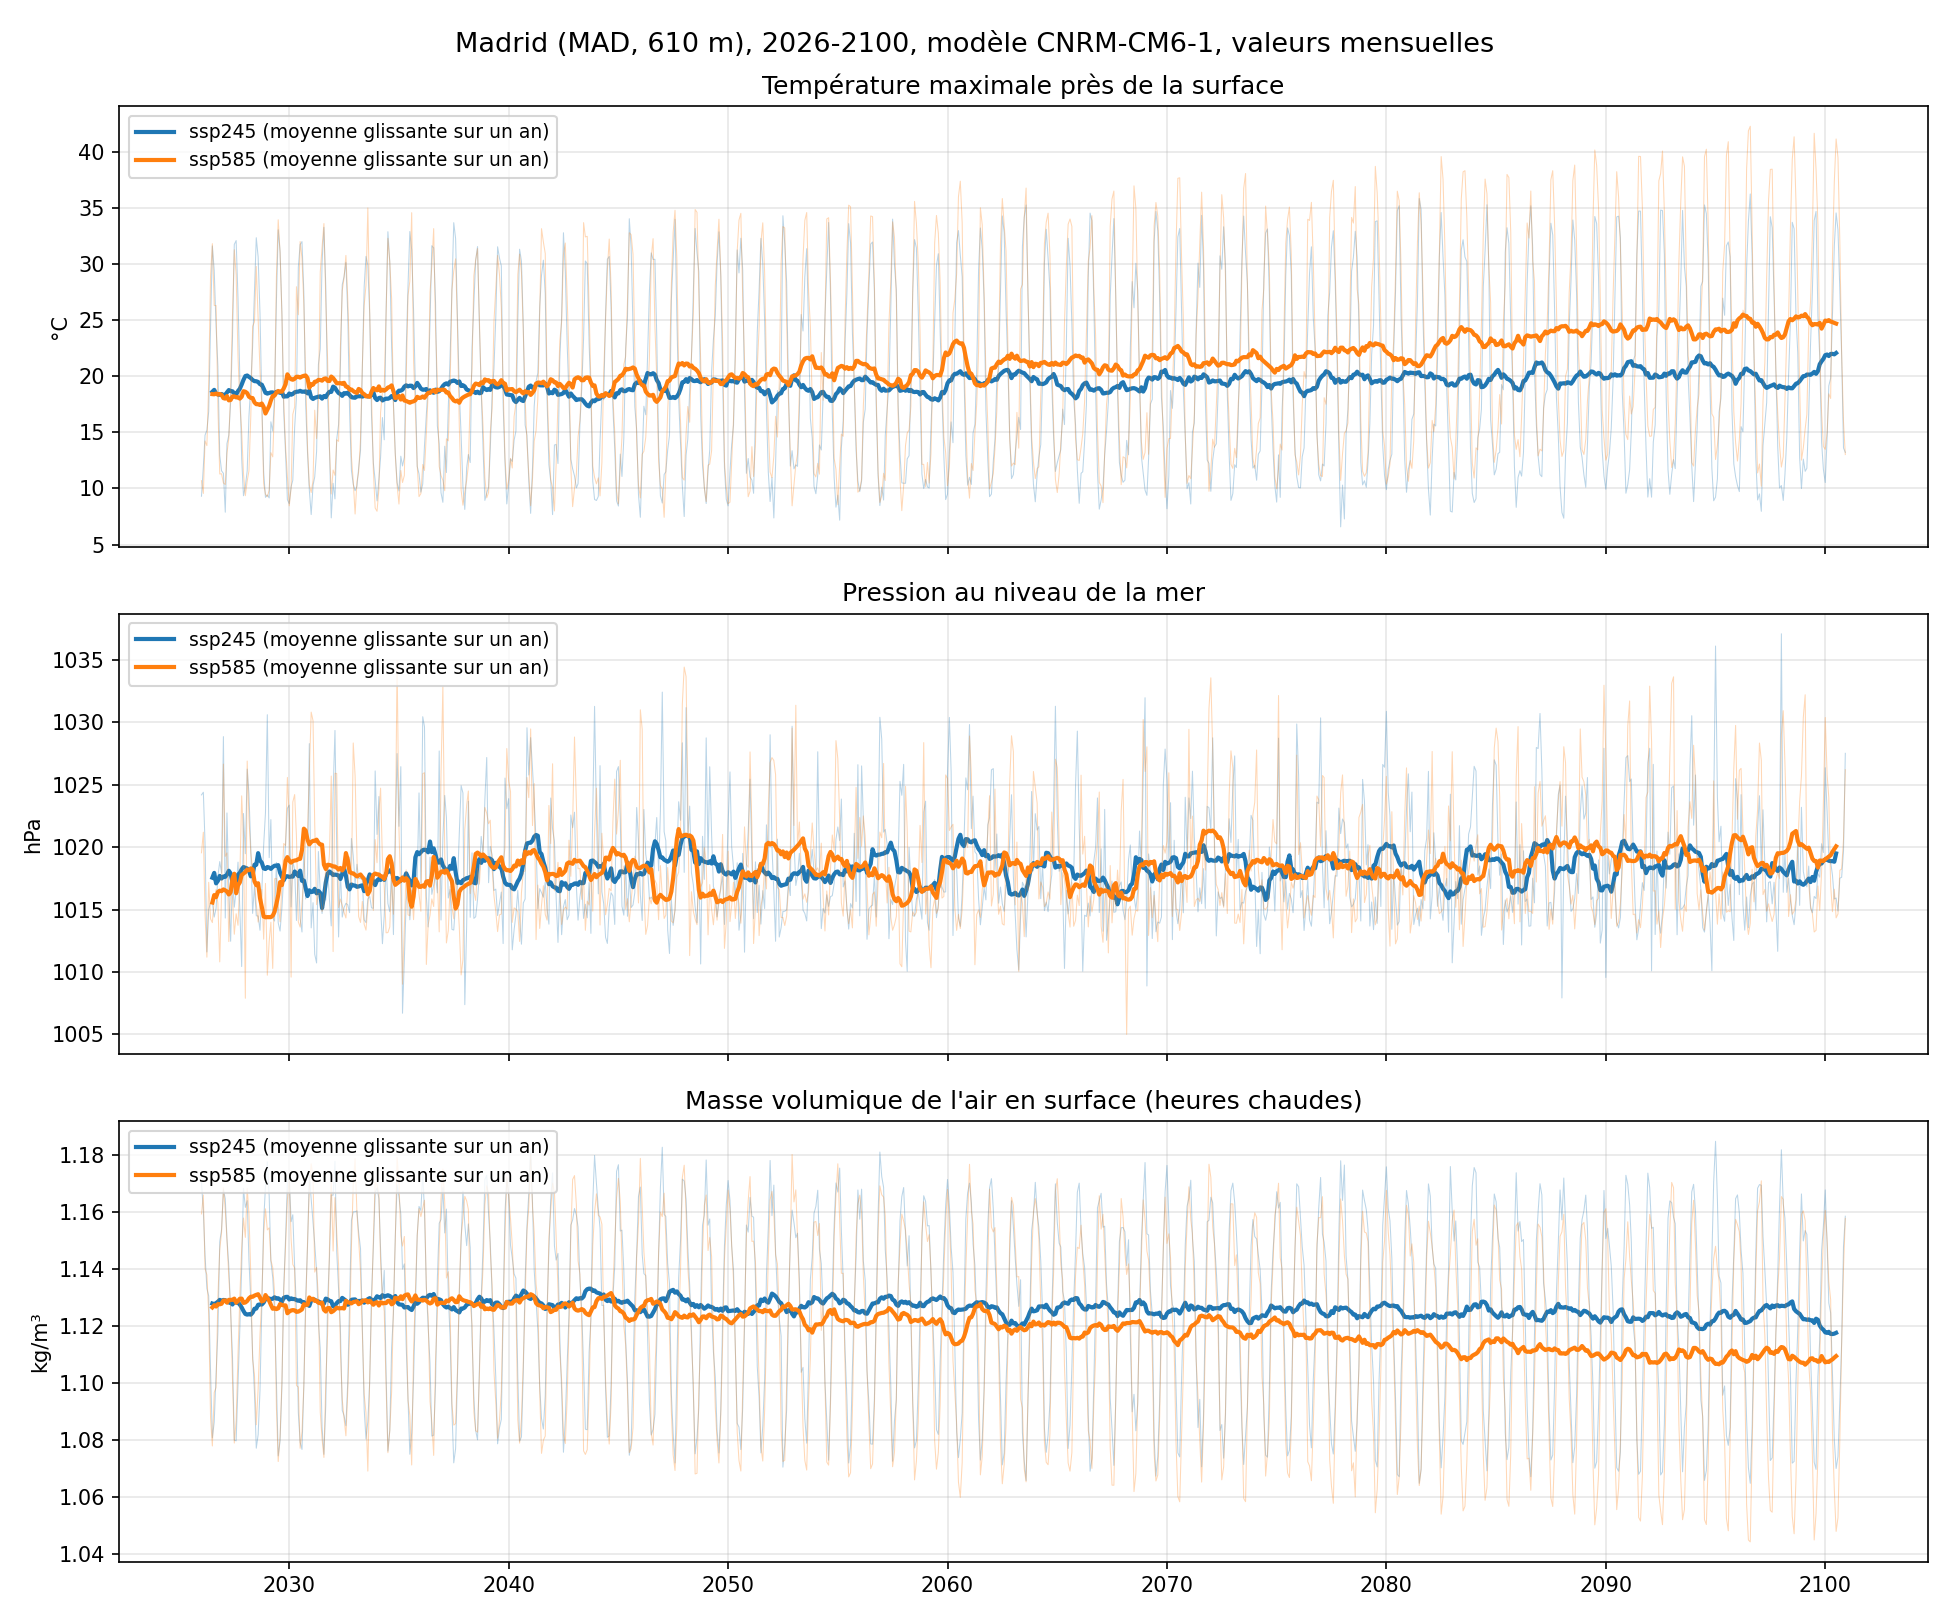 Madrid (MAD, 610 m), 2026-2100, modèle CNRM-CM6-1, valeurs mensuelles
Température maximale près de la surface
ssp245 (moyenne glissante sur un an)
ssp585 (moyenne glissante sur un an)
°C
40
35
30
25
20
15
10
5
Pression au niveau de la mer
ssp245 (moyenne glissante sur un an)
ssp585 (moyenne glissante sur un an)
hPa
1035
1030
1025
1020
1015
1010
1005
Masse volumique de l'air en surface (heures chaudes)
ssp245 (moyenne glissante sur un an)
ssp585 (moyenne glissante sur un an)
kg/m³
1.18
1.16
1.14
1.12
1.10
1.08
1.06
1.04
2030 2040 2050 2060 2070 2080 2090 2100